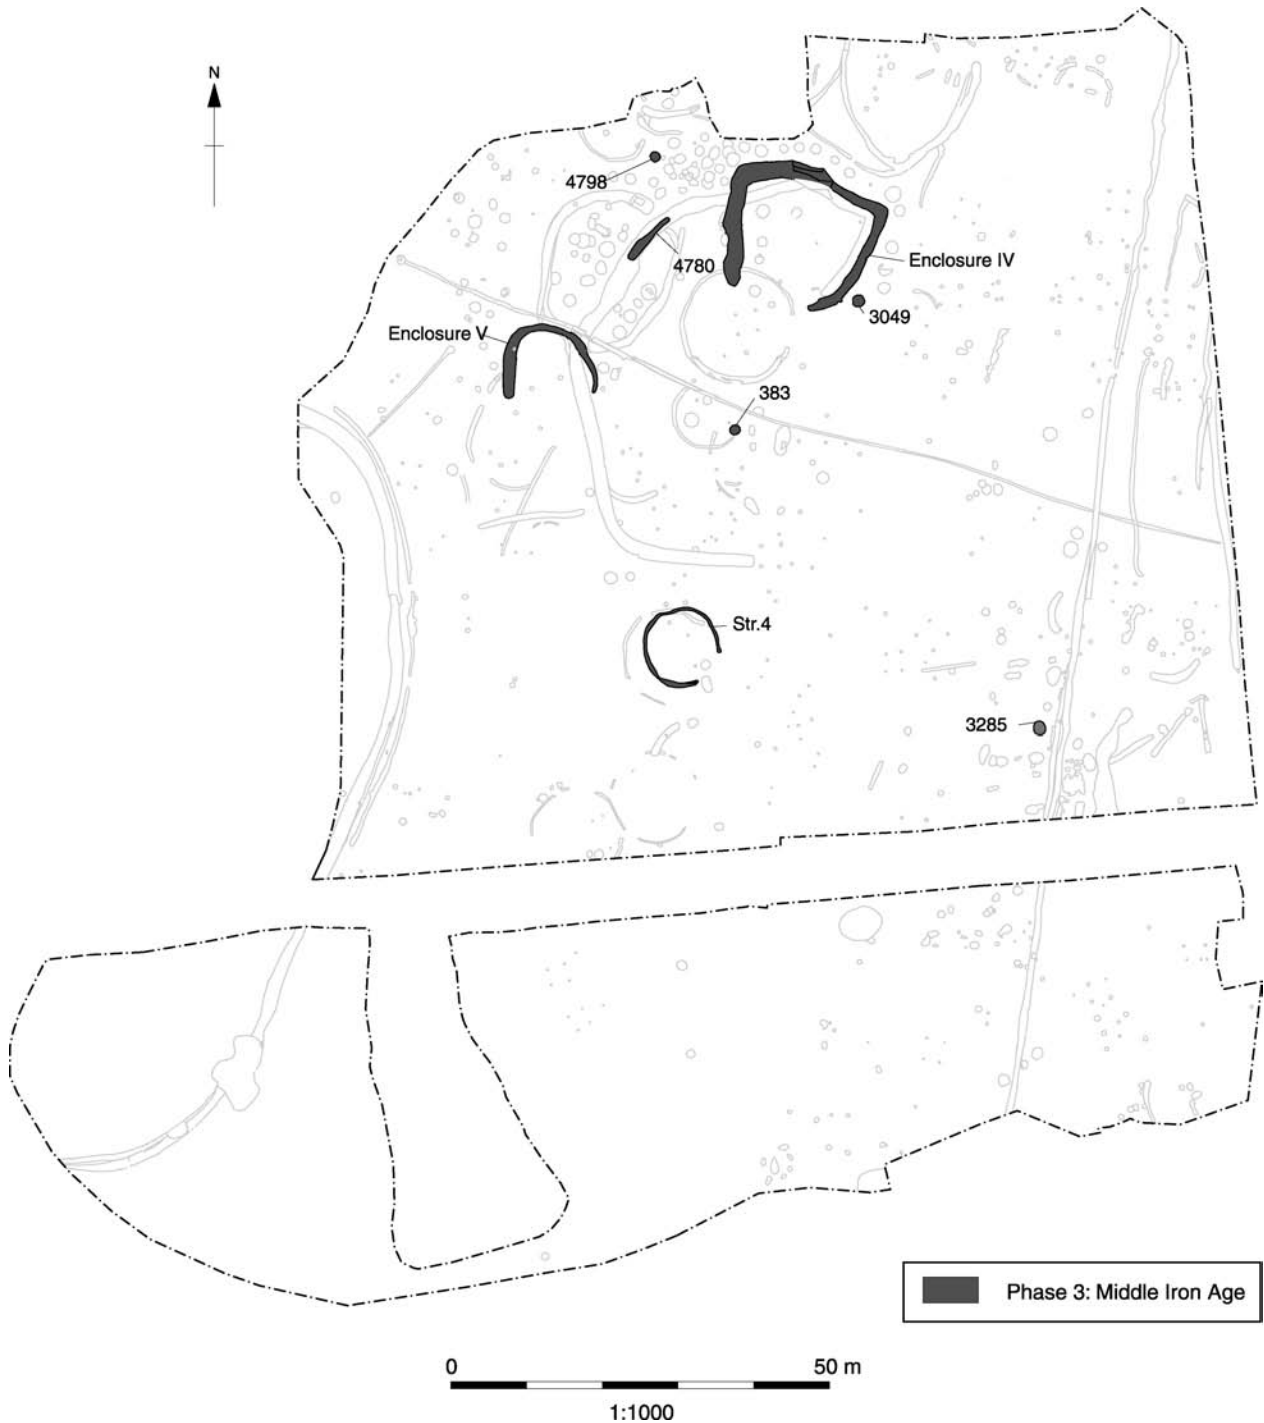 N
4798
4780
Enclosure IV
3049
Enclosure V
383
Str.4
3285
Phase 3: Middle Iron Age
0 50 m
1:1000